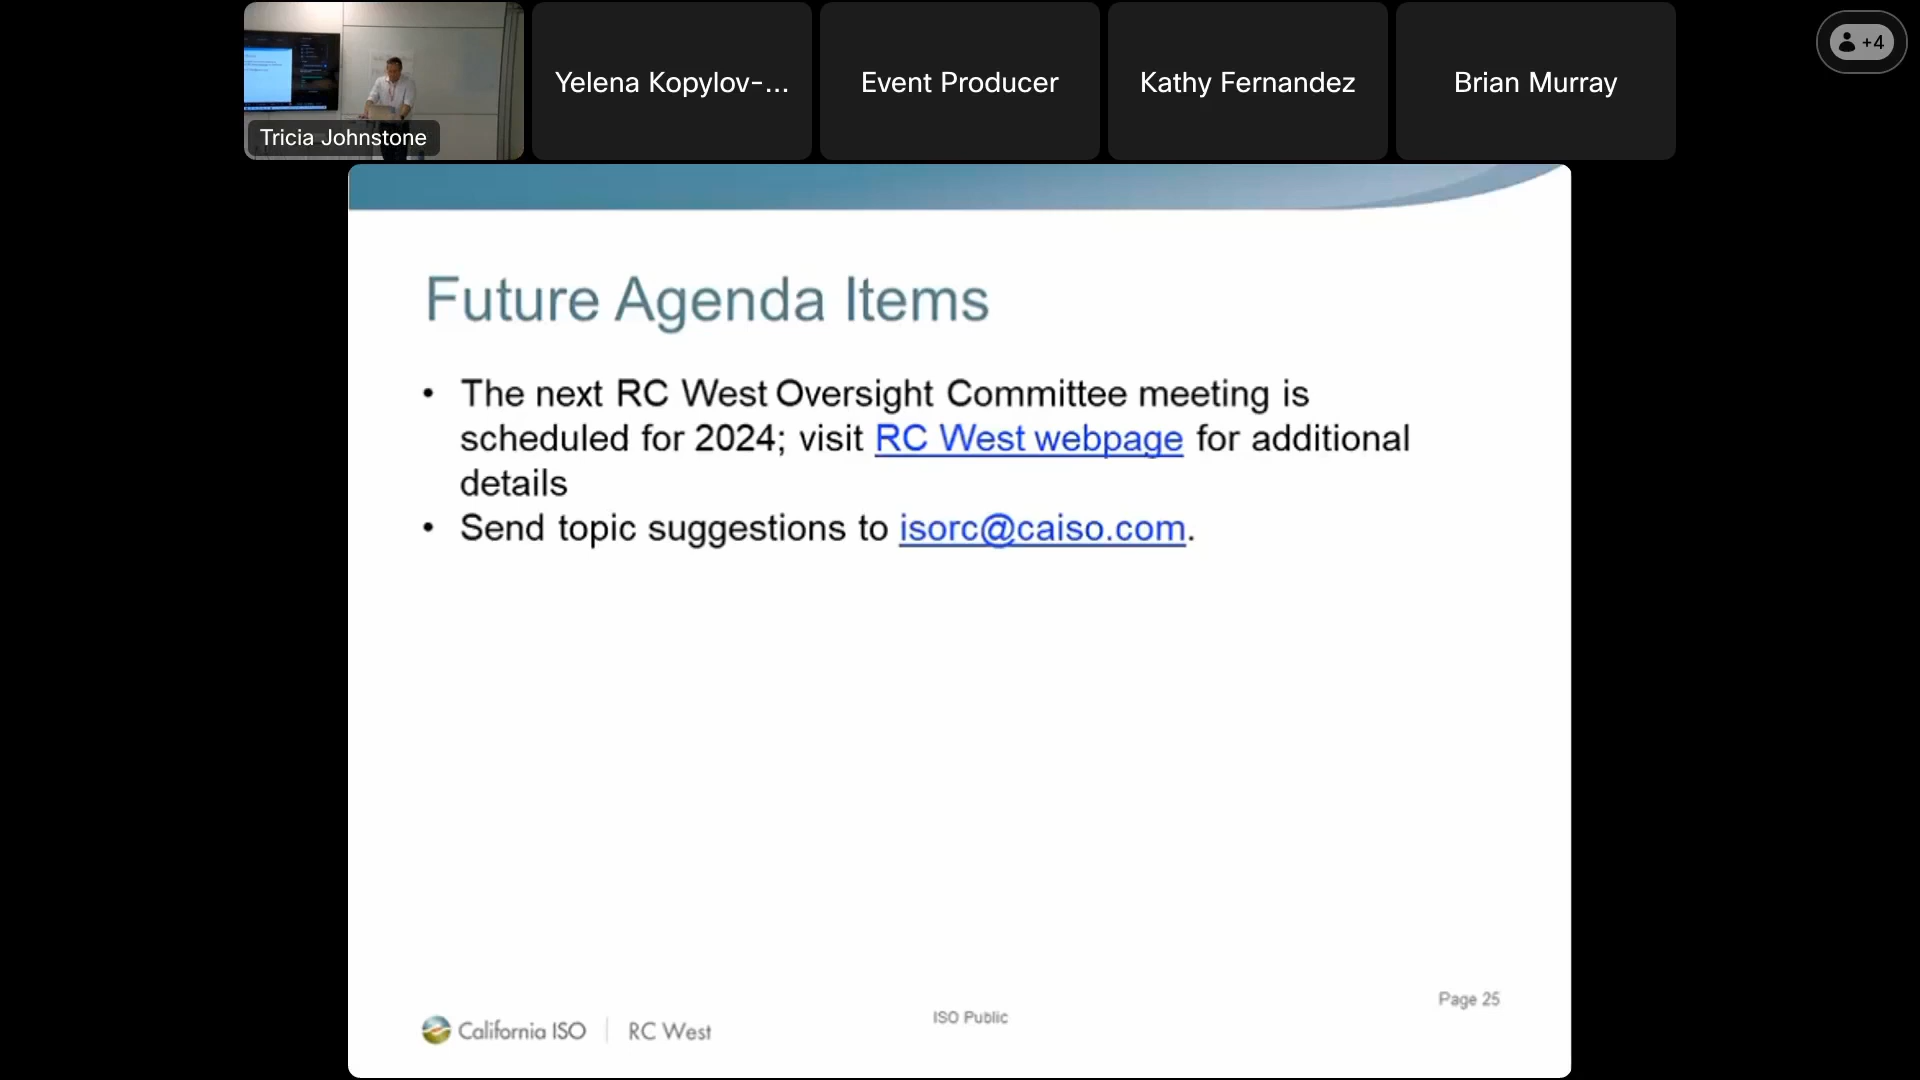 Tricia Johnstone
Yelena Kopylov-...
Event Producer
Kathy Fernandez
Brian Murray
+4
Future Agenda Items
• The next RC West Oversight Committee meeting is
scheduled for 2024; visit RC West webpage for additional
details
• Send topic suggestions to isorc@caiso.com.
Page 25
California ISO | RC West
ISO Public